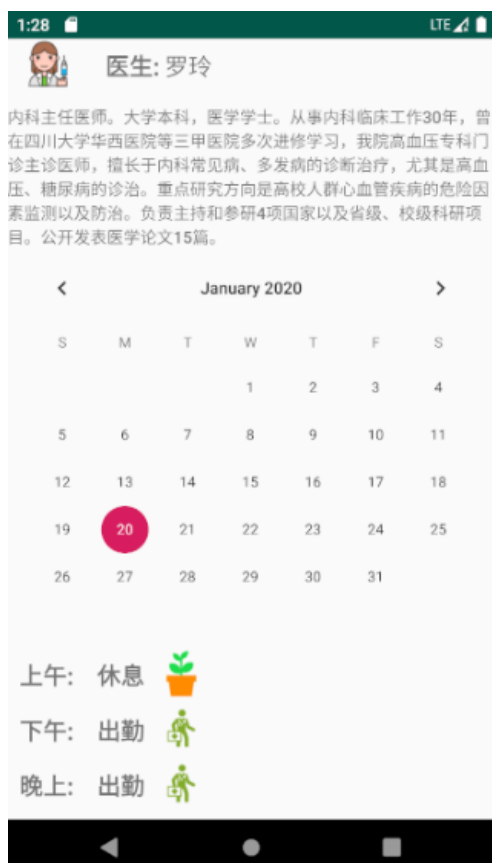 1:28 LTE
医生: 罗玲
内科主任医师。大学本科，医学学士。从事内科临床工作30年，曾
在四川大学华西医院等三甲医院多次进修学习，我院高血压专科门
诊主诊医师，擅长于内科常见病、多发病的诊断治疗，尤其是高血
压、糖尿病的诊治。重点研究方向是高校人群心血管疾病的危险因
素监测以及防治。负责主持和参研4项国家以及省级、校级科研项
目。公开发表医学论文15篇。
January 2020
S M T W T F S
1 2 3 4
5 6 7 8 9 10 11
12 13 14 15 16 17 18
19 20 21 22 23 24 25
26 27 28 29 30 31
上午: 休息
下午: 出勤
晚上: 出勤